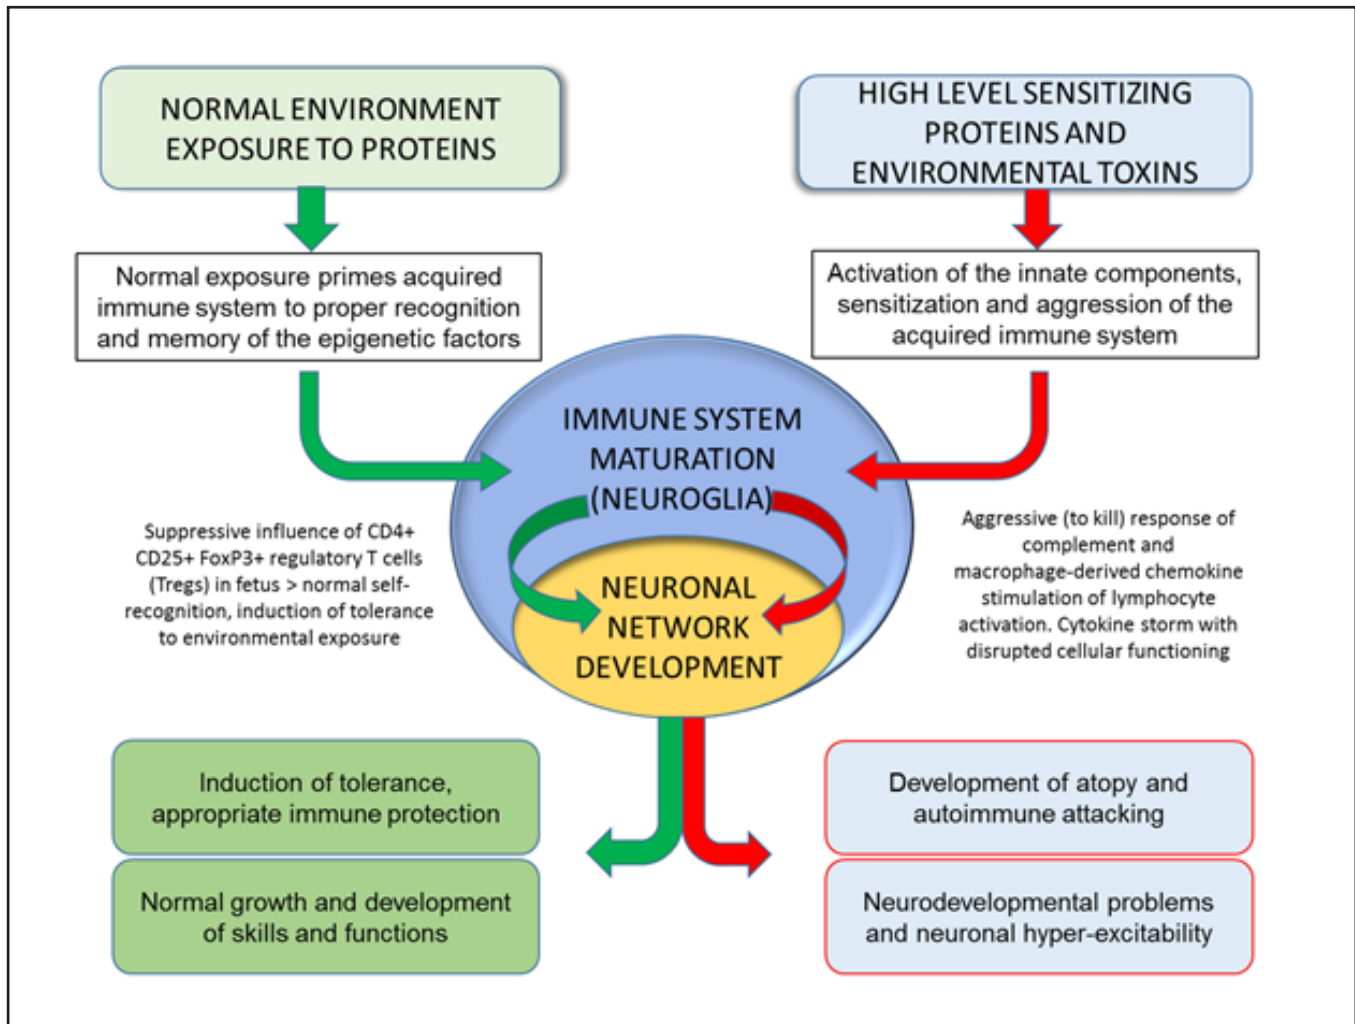 NORMAL ENVIRONMENT
EXPOSURE TO PROTEINS
HIGH LEVEL SENSITIZING
PROTEINS AND
ENVIRONMENTAL TOXINS
Normal exposure primes acquired
immune system to proper recognition
and memory of the epigenetic factors
Activation of the innate components,
sensitization and aggression of the
acquired immune system
IMMUNE SYSTEM
MATURATION
(NEUROGLIA)
Suppressive influence of CD4+
CD25+ FoxP3+ regulatory T cells
(Tregs) in fetus > normal self-
recognition, induction of tolerance
to environmental exposure
Aggressive (to kill) response of
complement and
macrophage-derived chemokine
stimulation of lymphocyte
activation. Cytokine storm with
disrupted cellular functioning
NEURONAL
NETWORK
DEVELOPMENT
Induction of tolerance,
appropriate immune protection
Development of atopy and
autoimmune attacking
Normal growth and development
of skills and functions
Neurodevelopmental problems
and neuronal hyper-excitability